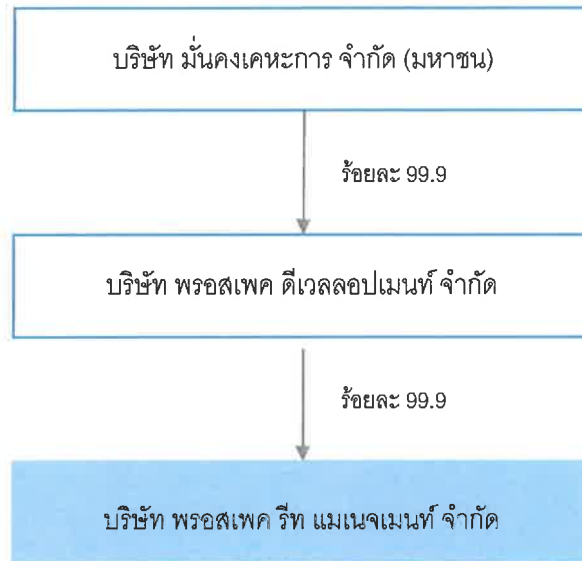 บริษัท มั่นคงเคหะการ จำกัด (มหาชน)
ร้อยละ 99.9
บริษัท พรอสเพค ดีเวลลอปเมนท์ จำกัด
ร้อยละ 99.9
บริษัท พรอสเพค รีท แมเนจเมนท์ จำกัด